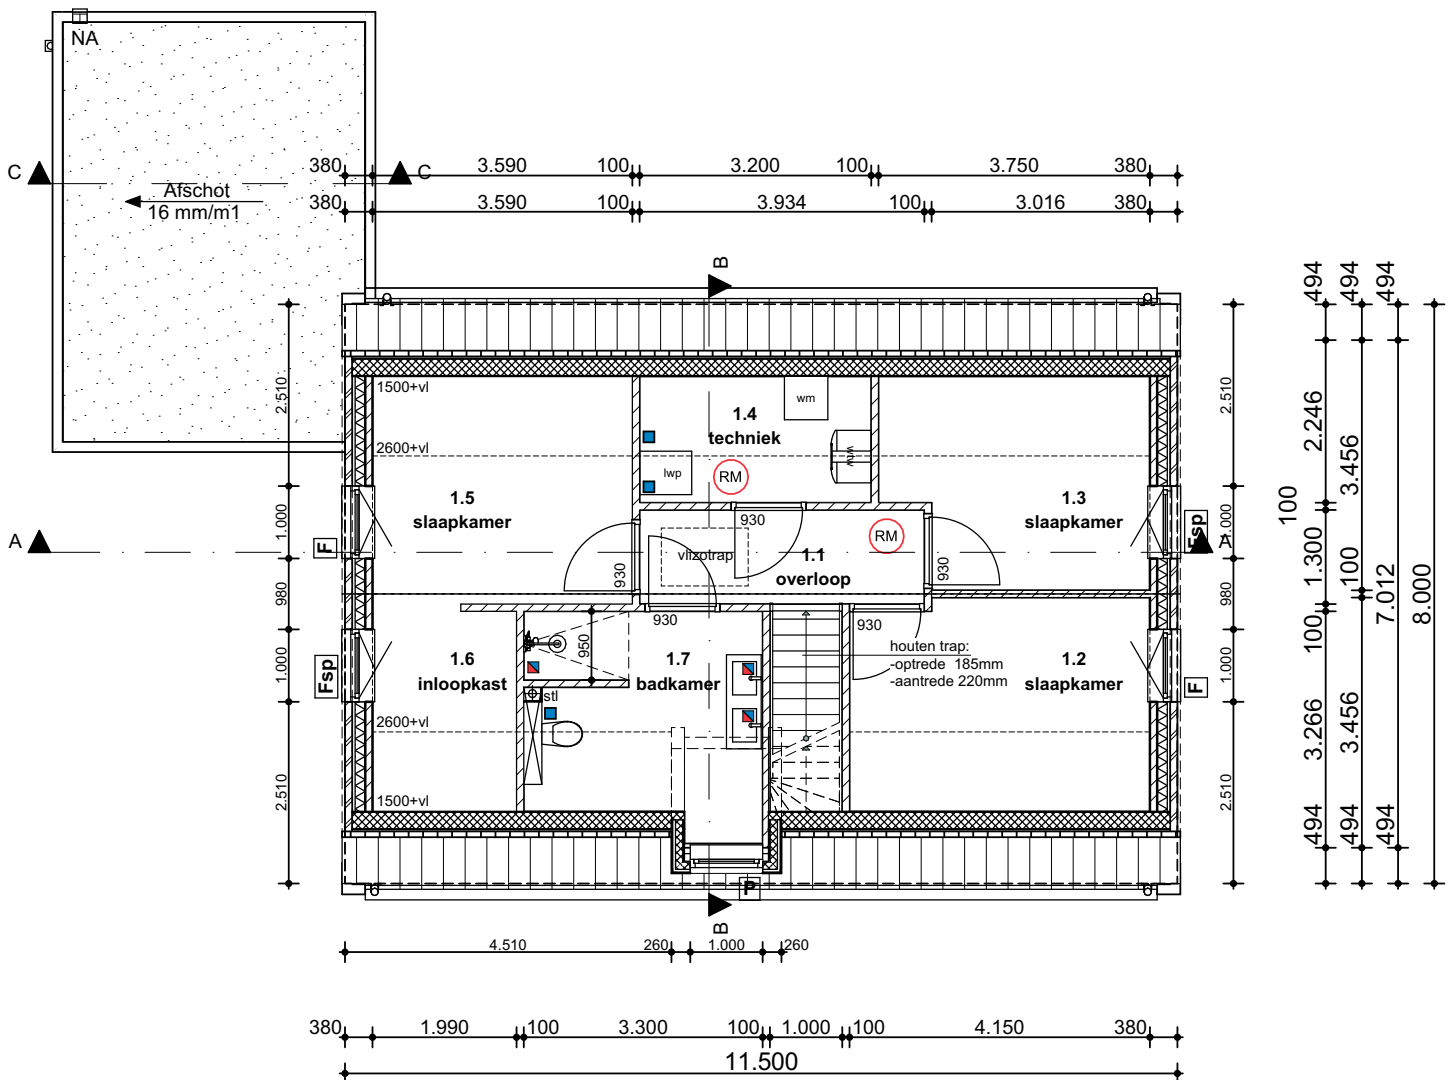 NA
C
C
Afschot
16 mm/m1
380 3.590 100 3.200 100 3.750 380
380 3.590 100 3.934 100 3.016 380
B
494 494 494
1500+vl
1.4
techniek
wm
2.510
2.510
2600+vl
lwp
RM
wtw
2.246
3.456
1.5
slaapkamer
1.3
slaapkamer
1.000
1.000
100
930
RM
Fsp
A
F
A
vlizotrap
1.1
overloop
930
930
980
980
1.300
100
7.012
8.000
930
950
930
houten trap:
-optrede 185mm
-aantrede 220mm
100
1.6
inloopkast
1.7
badkamer
1.2
slaapkamer
1.000
1.000
Fsp
F
stl
2600+vl
3.266
3.456
2.510
2.510
1500+vl
494 494 494
P
B
4.510 260 1.000 260
380 1.990 100 3.300 100 1.000 100 4.150 380
11.500